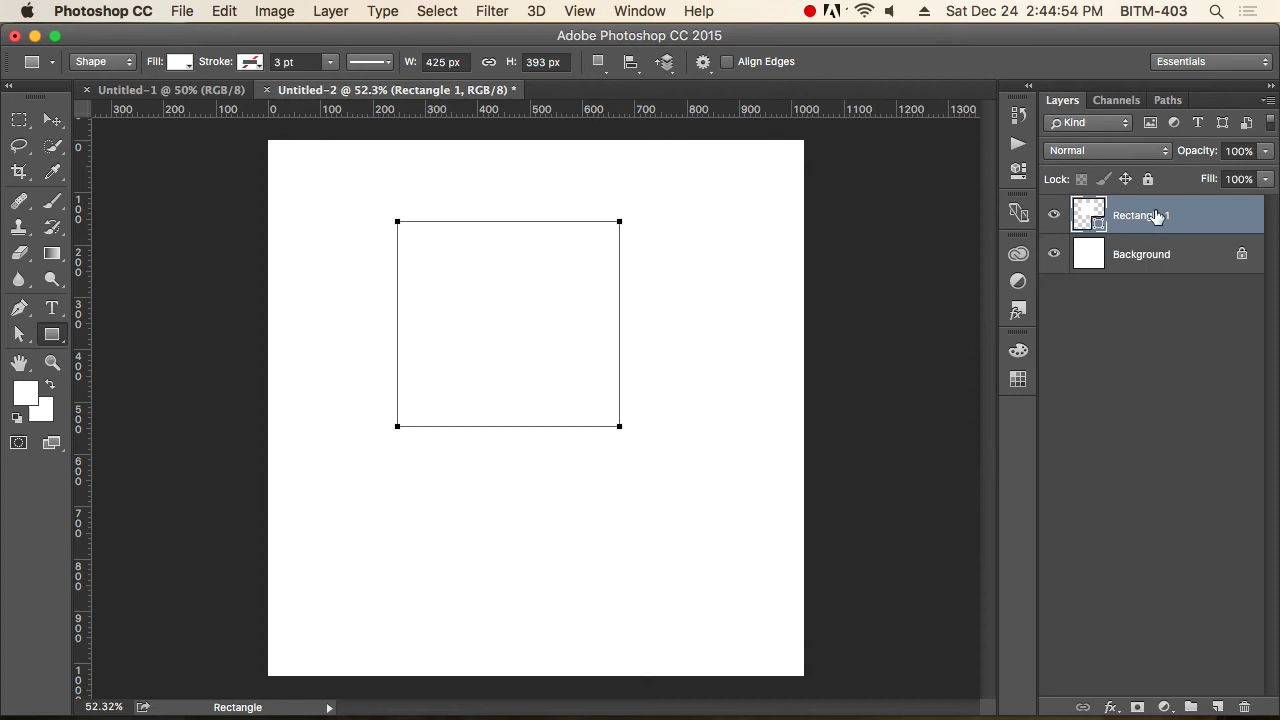 Photoshop CC File Edit Image Layer Type Select Filter 3D View Window Help Sat Dec 24 2:44:54 PM BITM-403
Adobe Photoshop CC 2015
Shape Fill: Stroke: 3 pt W: 425 px H: 393 px Align Edges Essentials
Untitled-1 @ 50% (RGB/8) Untitled-2 @ 52.3% (Rectangle 1, RGB/8) *
Layers Channels Paths
300 200 100 0 100 200 300 400 500 600 700 800 900 1000 1100 1200 1300
Kind
Normal Opacity: 100%
Lock: Fill: 100%
Rectangle 1
Background
0
100
200
300
400
500
600
700
800
900
52.32% Rectangle